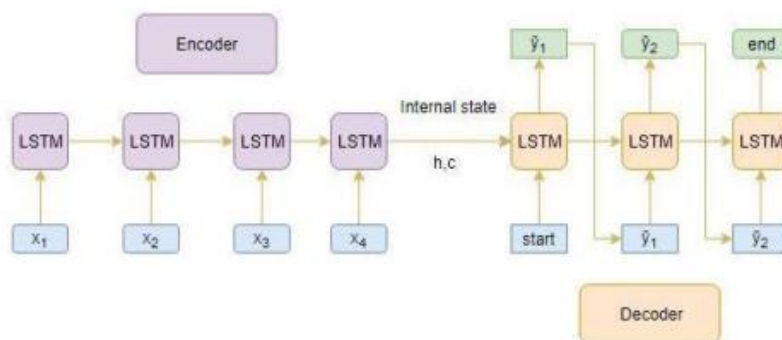 Encoder
ŷ₁
ŷ₂
end
Internal state
LSTM
LSTM
LSTM
LSTM
LSTM
LSTM
LSTM
h,c
x₁
x₂
x₃
x₄
start
ŷ₁
ŷ₂
Decoder